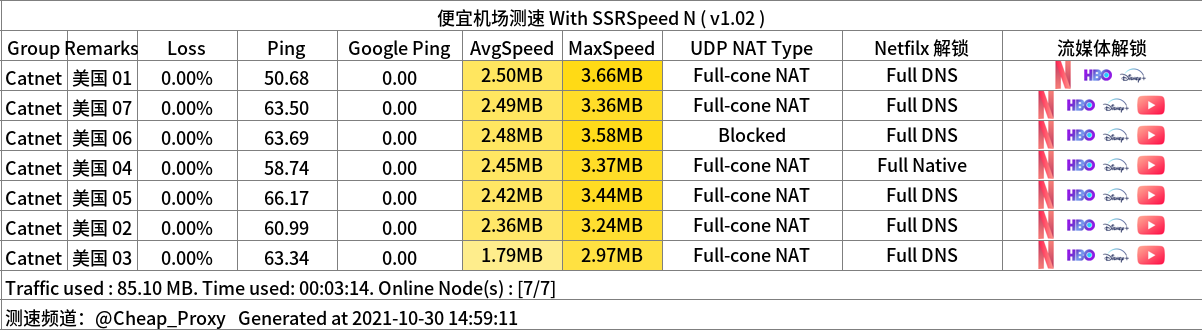 便宜机场测速 With SSRSpeed N ( v1.02 )
Group Remarks Loss Ping Google Ping AvgSpeed MaxSpeed UDP NAT Type Netfilx 解锁 流媒体解锁
Catnet 美国 01 0.00% 50.68 0.00 2.50MB 3.66MB Full-cone NAT Full DNS N HBO Disney+
Catnet 美国 07 0.00% 63.50 0.00 2.49MB 3.36MB Full-cone NAT Full DNS N HBO Disney+
Catnet 美国 06 0.00% 63.69 0.00 2.48MB 3.58MB Blocked Full DNS N HBO Disney+
Catnet 美国 04 0.00% 58.74 0.00 2.45MB 3.37MB Full-cone NAT Full Native N HBO Disney+
Catnet 美国 05 0.00% 66.17 0.00 2.42MB 3.44MB Full-cone NAT Full DNS N HBO Disney+
Catnet 美国 02 0.00% 60.99 0.00 2.36MB 3.24MB Full-cone NAT Full DNS N HBO Disney+
Catnet 美国 03 0.00% 63.34 0.00 1.79MB 2.97MB Full-cone NAT Full DNS N HBO Disney+
Traffic used : 85.10 MB. Time used: 00:03:14. Online Node(s) : [7/7]
测速频道：@Cheap_Proxy Generated at 2021-10-30 14:59:11